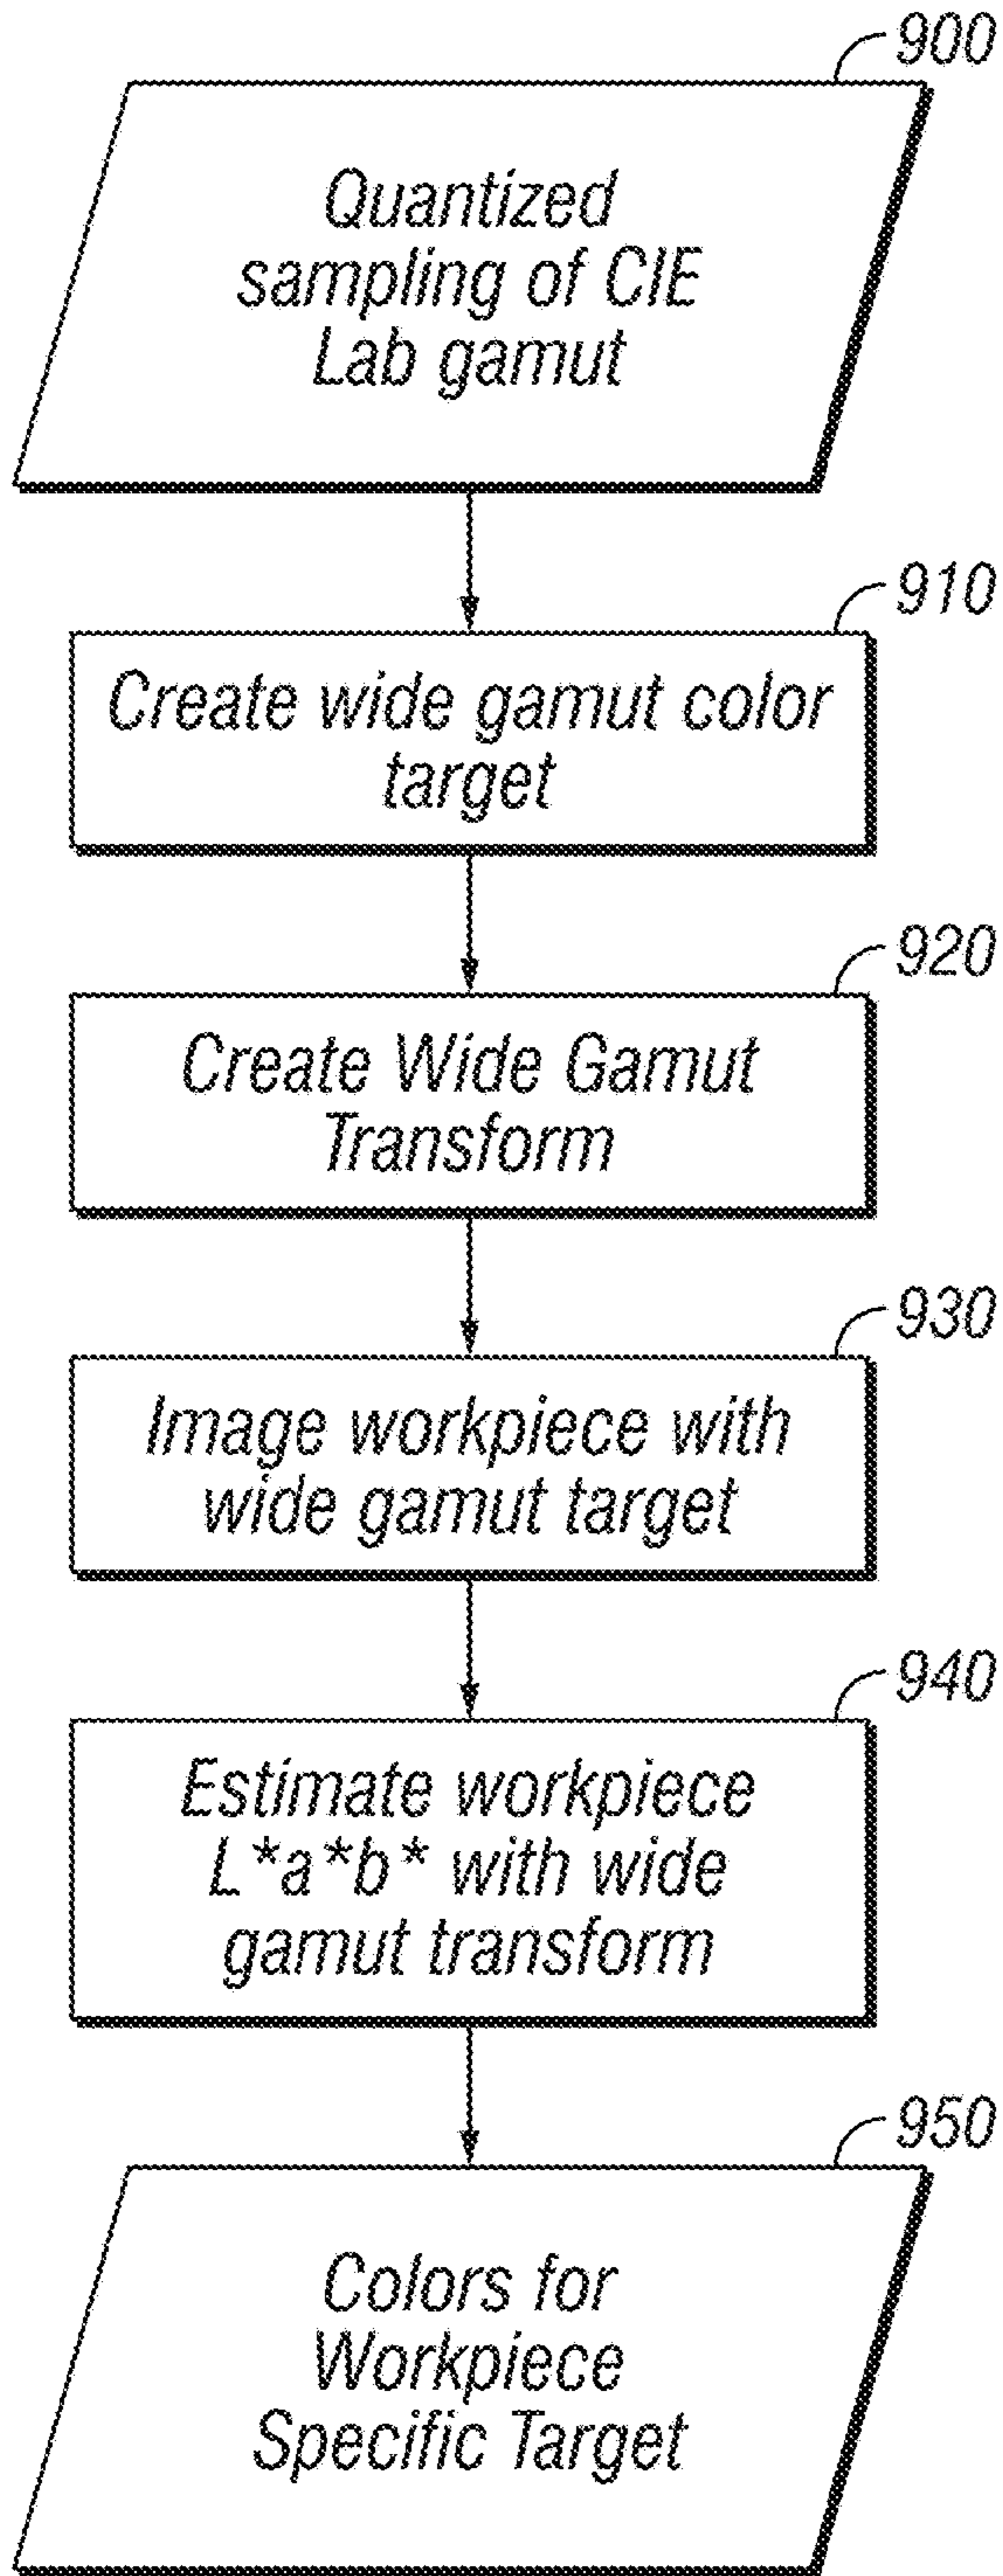 900
Quantized
sampling of CIE
Lab gamut
910
Create wide gamut color
target
920
Create Wide Gamut
Transform
930
Image workpiece with
wide gamut target
940
Estimate workpiece
L*a*b* with wide
gamut transform
950
Colors for
Workpiece
Specific Target